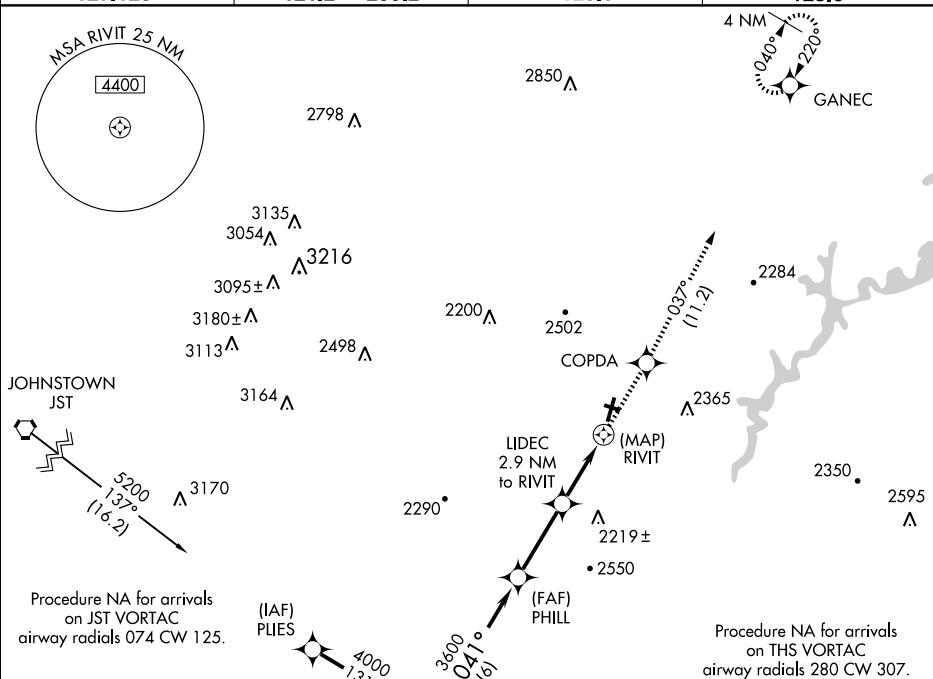 4 NM
040°
220°
GANEC
MSA RIVIT 25 NM
4400
2850
2798
3135
3054
3216
3095±
3180±
3113
2498
2200
2502
037°
(11.2)
2284
COPDA
3164
2365
JOHNSTOWN
JST
(MAP)
RIVIT
LIDEC
2.9 NM
to RIVIT
5200
137°
(16.2)
3170
2290
2350
2595
2219±
2550
(FAF)
PHILL
Procedure NA for arrivals
on JST VORTAC
airway radials 074 CW 125.
(IAF)
PLIES
4000
3600
041°
(6)
Procedure NA for arrivals
on THS VORTAC
airway radials 280 CW 307.